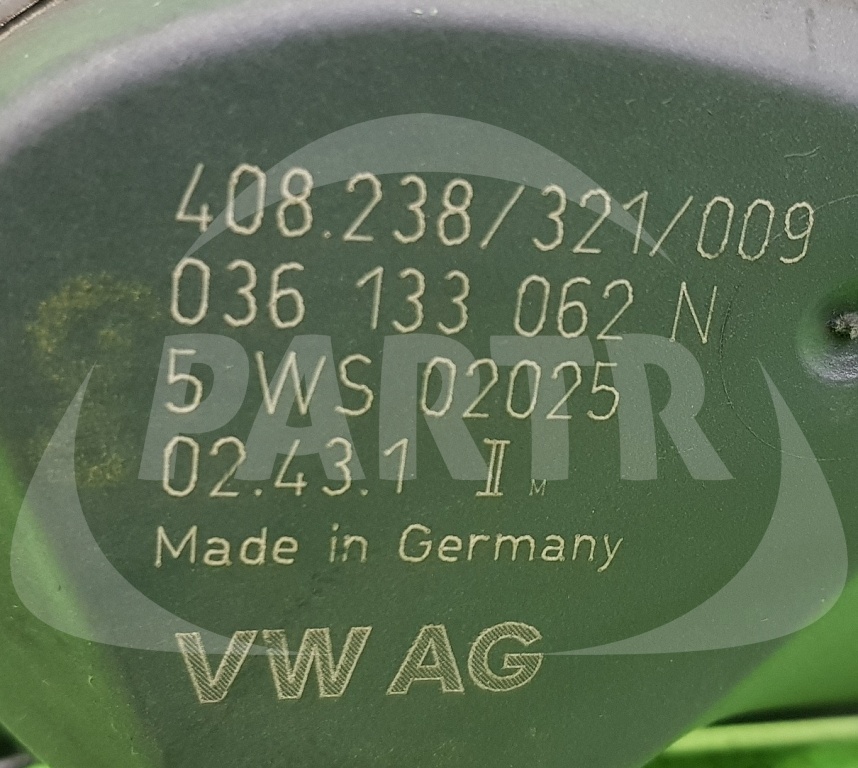 408.238/321/009
036 133 062 N
PARTR
5 WS 02025
02.43.1 II M
Made in Germany
VW AG